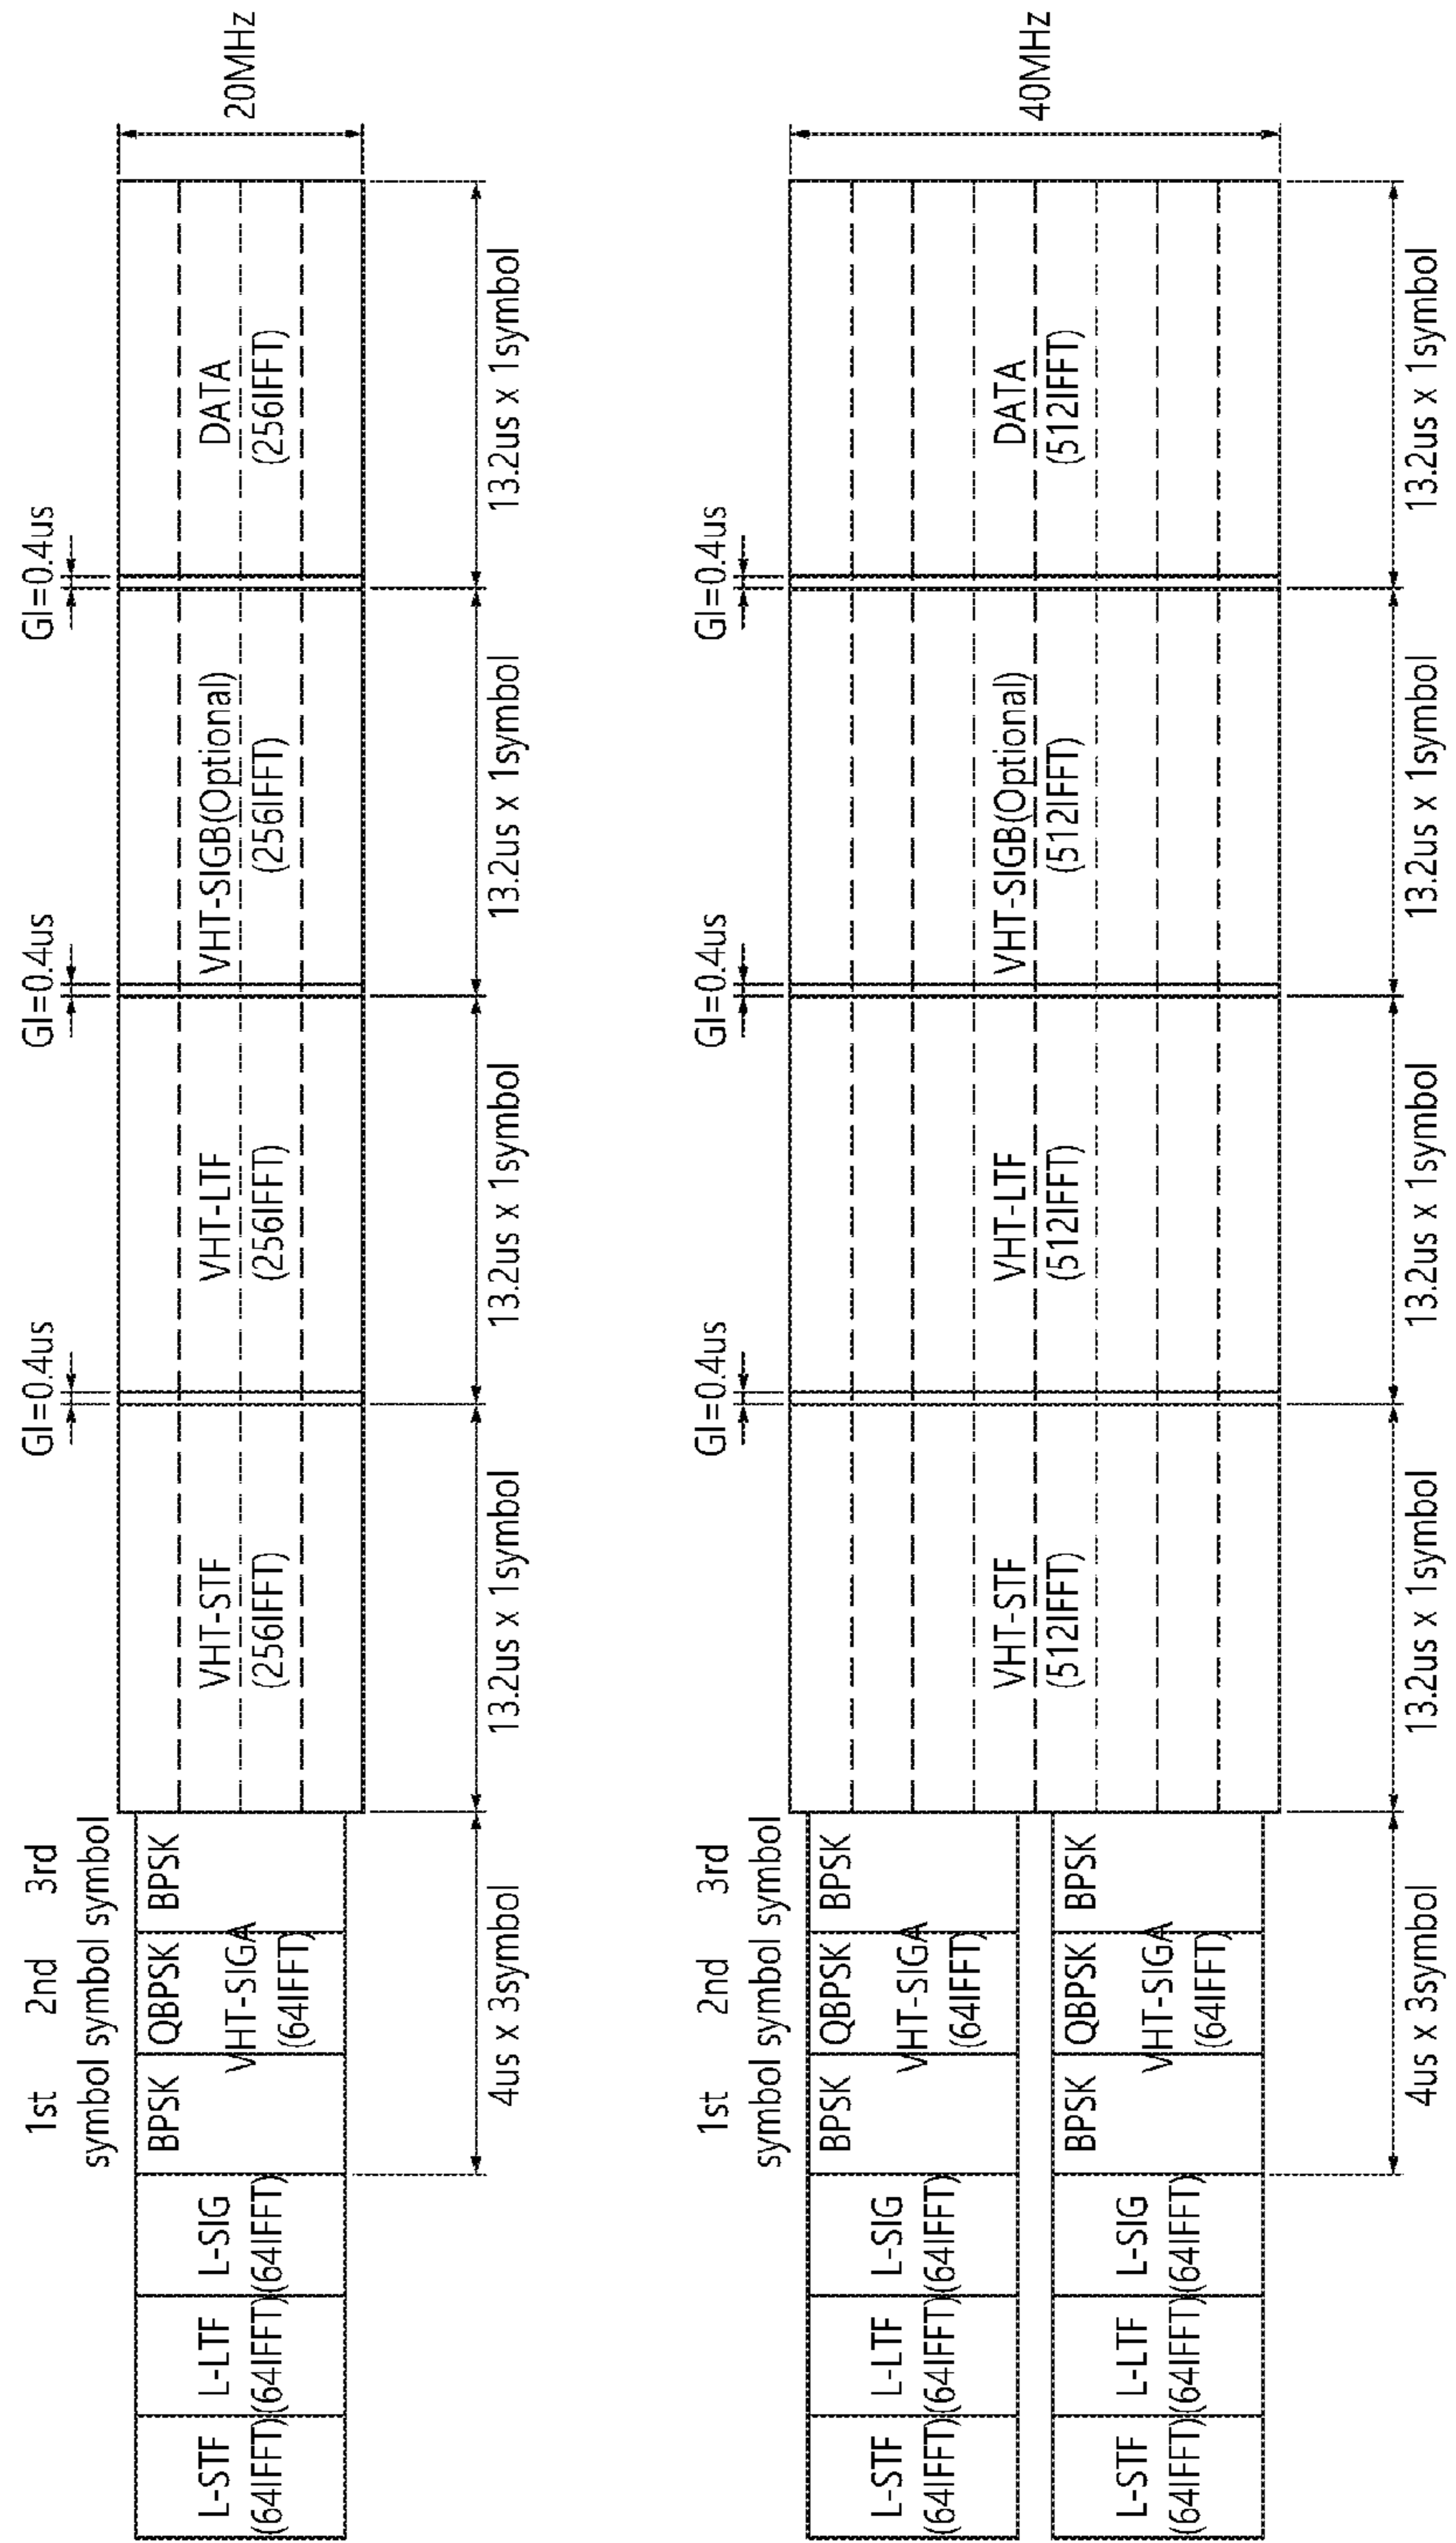 1st 2nd 3rd
symbol symbol symbol
GI=0.4us GI=0.4us GI=0.4us
L-STF
(64IFFT)
L-LTF
(64IFFT)
L-SIG
(64IFFT)
BPSK QBPSK BPSK
VHT-SIGA
(64IFFT)
VHT-STF
(256IFFT)
VHT-LTF
(256IFFT)
VHT-SIGB(Optional)
(256IFFT)
DATA
(256IFFT)
20MHz
4us x 3symbol
13.2us x 1symbol
13.2us x 1symbol
13.2us x 1symbol
13.2us x 1symbol
1st 2nd 3rd
symbol symbol symbol
GI=0.4us GI=0.4us GI=0.4us
L-STF
(64IFFT)
L-LTF
(64IFFT)
L-SIG
(64IFFT)
BPSK QBPSK BPSK
VHT-SIGA
(64IFFT)
L-STF
(64IFFT)
L-LTF
(64IFFT)
L-SIG
(64IFFT)
BPSK QBPSK BPSK
VHT-SIGA
(64IFFT)
VHT-STF
(512IFFT)
VHT-LTF
(512IFFT)
VHT-SIGB(Optional)
(512IFFT)
DATA
(512IFFT)
40MHz
4us x 3symbol
13.2us x 1symbol
13.2us x 1symbol
13.2us x 1symbol
13.2us x 1symbol